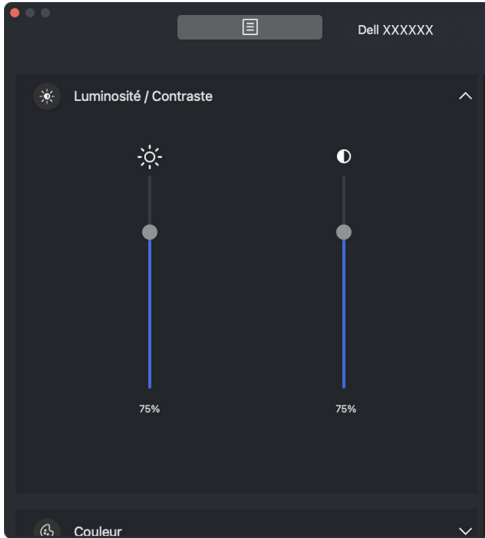 Dell XXXXXX
Luminosité / Contraste
75% 75%
Couleur